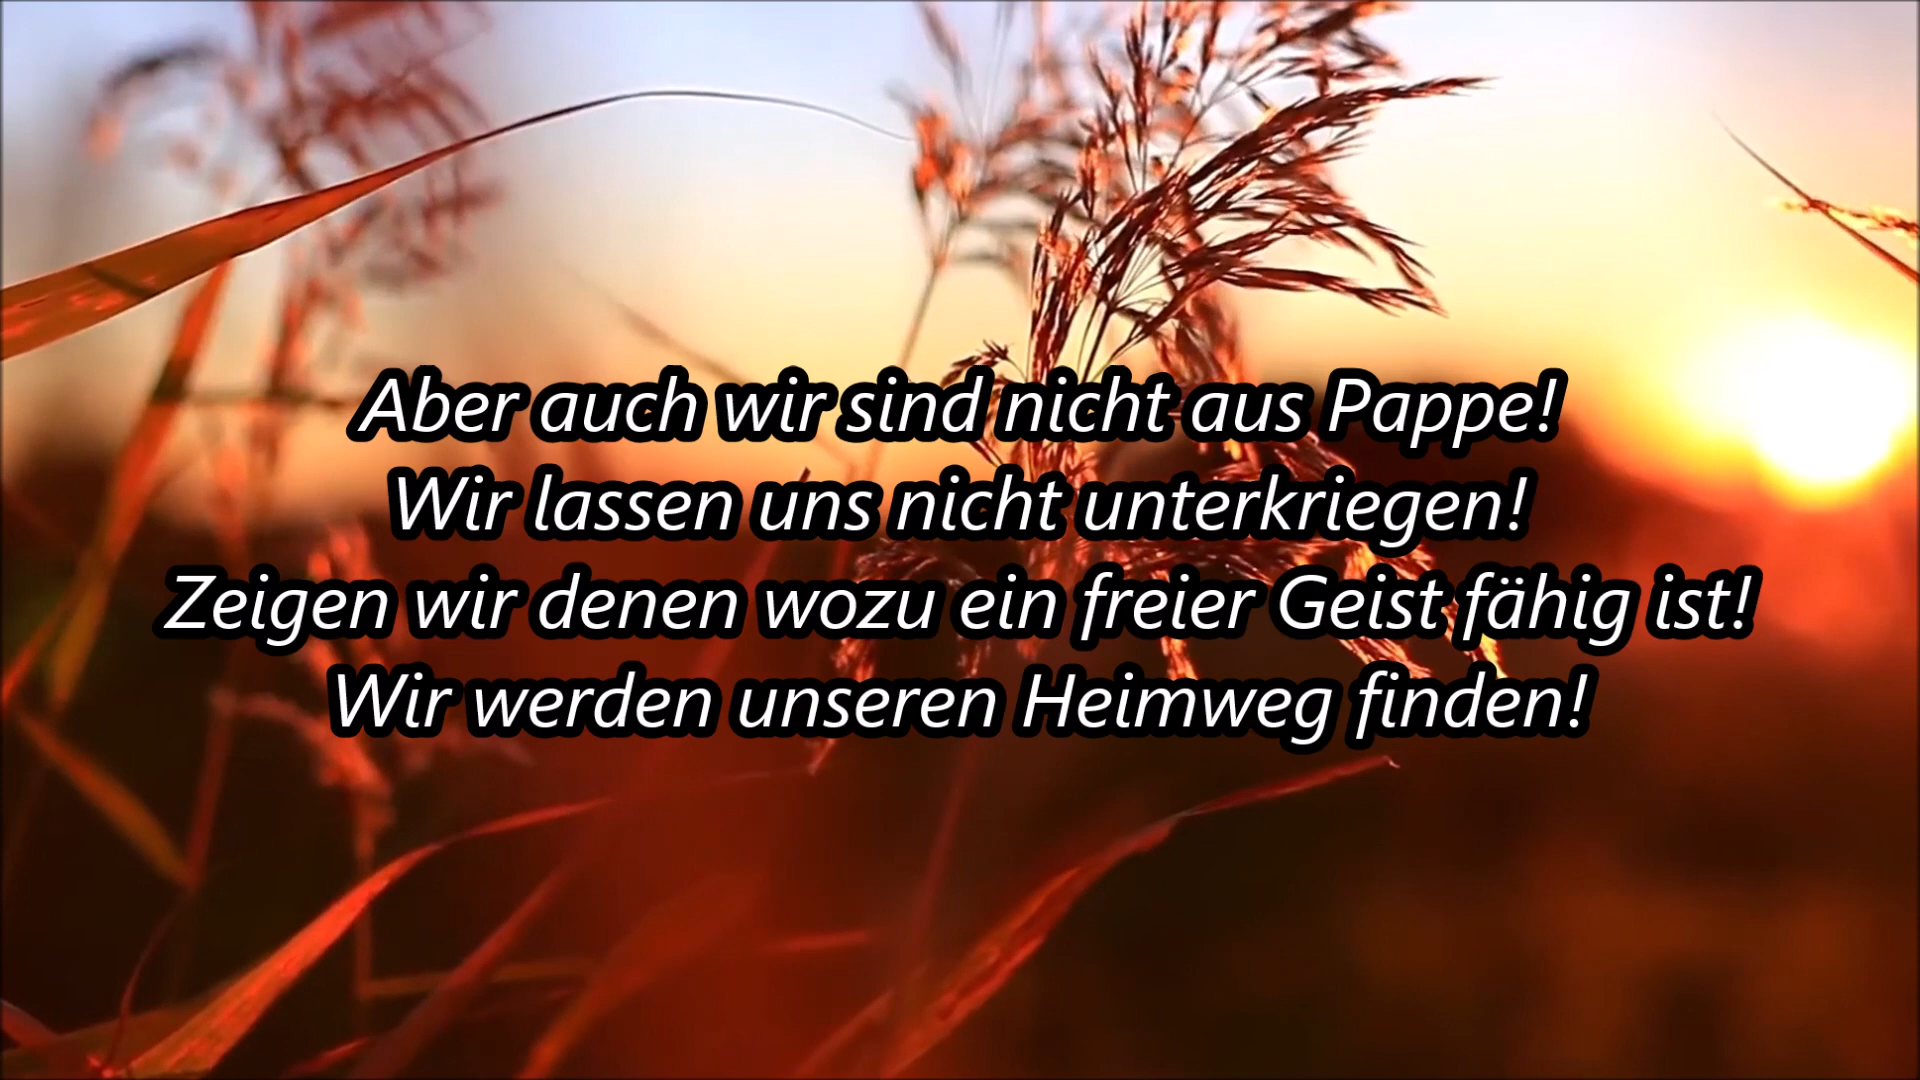 Aber auch wir sind nicht aus Pappe!
Wir lassen uns nicht unterkriegen!
Zeigen wir denen wozu ein freier Geist fähig ist!
Wir werden unseren Heimweg finden!